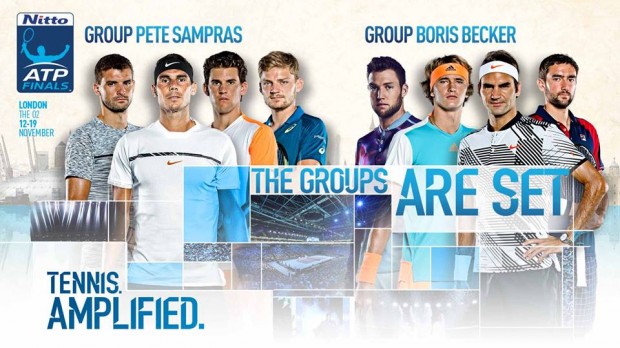 Nitto
ATP
FINALS
LONDON
THE O2
12-19
NOVEMBER
GROUP PETE SAMPRAS
GROUP BORIS BECKER
THE GROUPS
ARE SET
TENNIS.
AMPLIFIED.